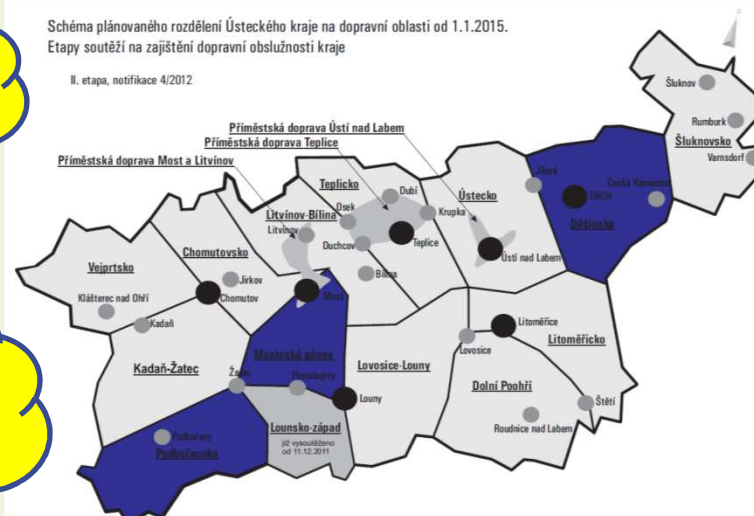 Schéma plánovaného rozdělení Ústeckého kraje na dopravní oblasti od 1.1.2015.
Etapy soutěží na zajištění dopravní obslužnosti kraje
II. etapa, notifikace 4/2012
Šluknov
Rumburk
Šluknovsko
Varnsdorf
Příměstská doprava Ústí nad Labem
Příměstská doprava Teplice
Příměstská doprava Most a Litvínov
Teplicko
Dubí
Ústecko
Jílové
Děčín
Česká Kamenice
Děčínsko
Osek
Krupka
Litvínov-Bílina
Litvínov
Duchcov
Teplice
Ústí nad Labem
Chomutovsko
Bílina
Vejprtsko
Jirkov
Chomutov
Most
Klášterec nad Ohří
Kadaň
Litoměřice
Litoměřicko
Lovosice
Mostecká pánev
Kadaň-Žatec
Lovosice-Louny
Žatec
Postoloprty
Dolní Poohří
Louny
Štětí
Roudnice nad Labem
Lounsko-západ
již vysoutěženo
od 11.12.2011
Podbořany
Podbořansko